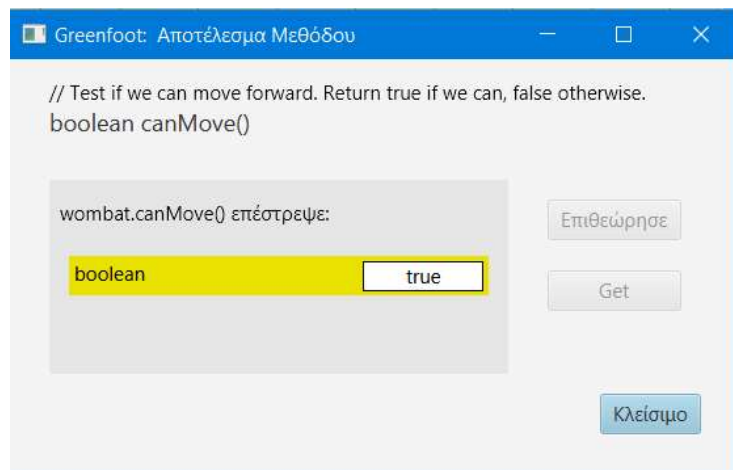 Greenfoot: Αποτέλεσμα Μεθόδου
// Test if we can move forward. Return true if we can, false otherwise.
boolean canMove()
wombat.canMove() επέστρεψε:
Επιθεώρησε
boolean true
Get
Κλείσιμο